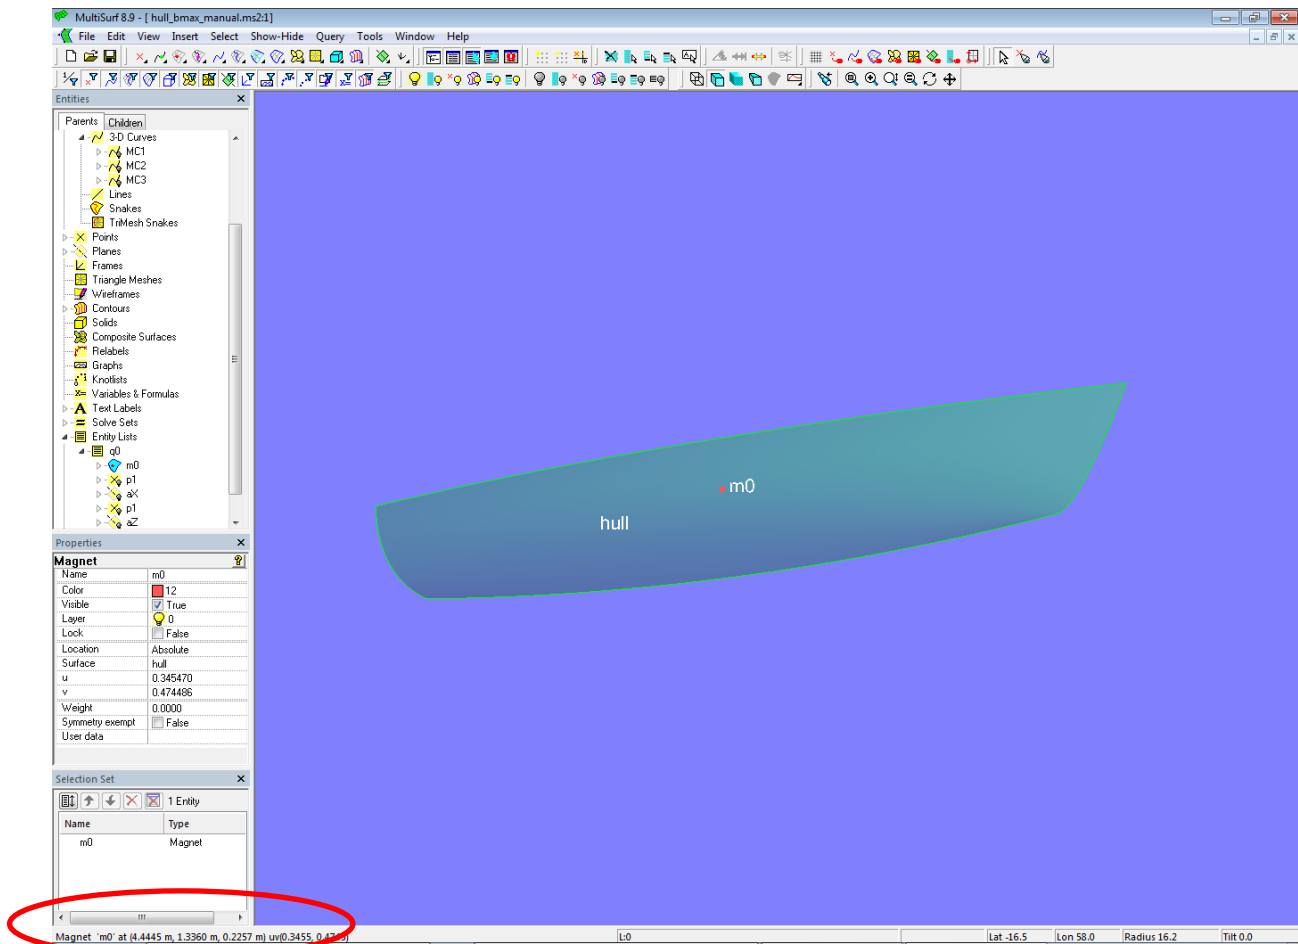 MultiSurf 8.9 - [ hull_bmax_manual.ms2:1]
File Edit View Insert Select Show-Hide Query Tools Window Help
Entities
Parents Children
3-D Curves
MC1
MC2
MC3
Lines
Snakes
TriMesh Snakes
Points
Planes
Frames
Triangle Meshes
Wireframes
Contours
Solids
Composite Surfaces
Relabels
Graphs
Knotlists
Variables & Formulas
Text Labels
Solve Sets
Entity Lists
q0
m0
p1
aX
p1
aZ
m0
hull
Properties
Magnet
Name m0
Color 12
Visible True
Layer 0
Lock False
Location Absolute
Surface hull
u 0.345470
v 0.474486
Weight 0.0000
Symmetry exempt False
User data
Selection Set
1 Entity
Name Type
m0 Magnet
Magnet 'm0' at (4.4445 m, 1.3360 m, 0.2257 m) uv(0.3455, L:0 Lat -16.5 Lon 58.0 Radius 16.2 Tilt 0.0